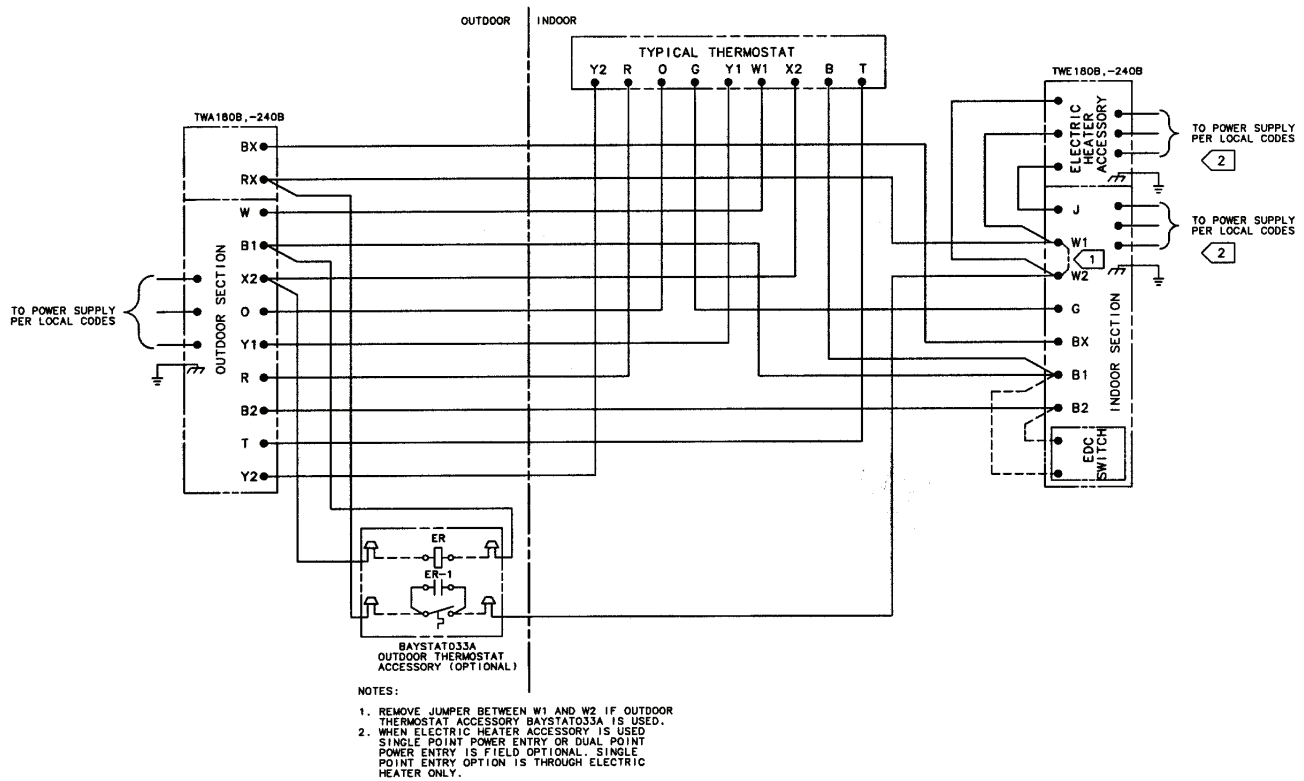 OUTDOOR
INDOOR
TYPICAL THERMOSTAT
Y2 R O G Y1 W1 X2 B T
TWA180B,-240B
BX
RX
W
B1
X2
O
Y1
R
B2
T
Y2
OUTDOOR SECTION
TO POWER SUPPLY
PER LOCAL CODES
TWE180B,-240B
ELECTRIC
HEATER
ACCESSORY
TO POWER SUPPLY
PER LOCAL CODES
2
J
W1
W2
G
BX
B1
B2
1
TO POWER SUPPLY
PER LOCAL CODES
2
INDOOR SECTION
EDC
SWITCH
ER
ER-1
BAYSTAT033A
OUTDOOR THERMOSTAT
ACCESSORY (OPTIONAL)
NOTES:
1. REMOVE JUMPER BETWEEN W1 AND W2 IF OUTDOOR
THERMOSTAT ACCESSORY BAYSTAT033A IS USED.
2. WHEN ELECTRIC HEATER ACCESSORY IS USED
SINGLE POINT POWER ENTRY OR DUAL POINT
POWER ENTRY IS FIELD OPTIONAL. SINGLE
POINT ENTRY OPTION IS THROUGH ELECTRIC
HEATER ONLY.